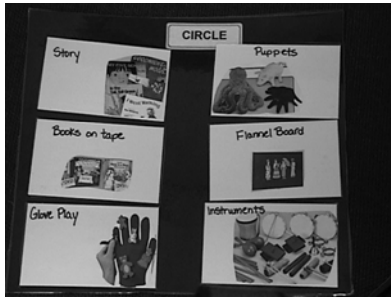 CIRCLE
Story
Puppets
Books on tape
Flannel Board
Glove Play
Instruments